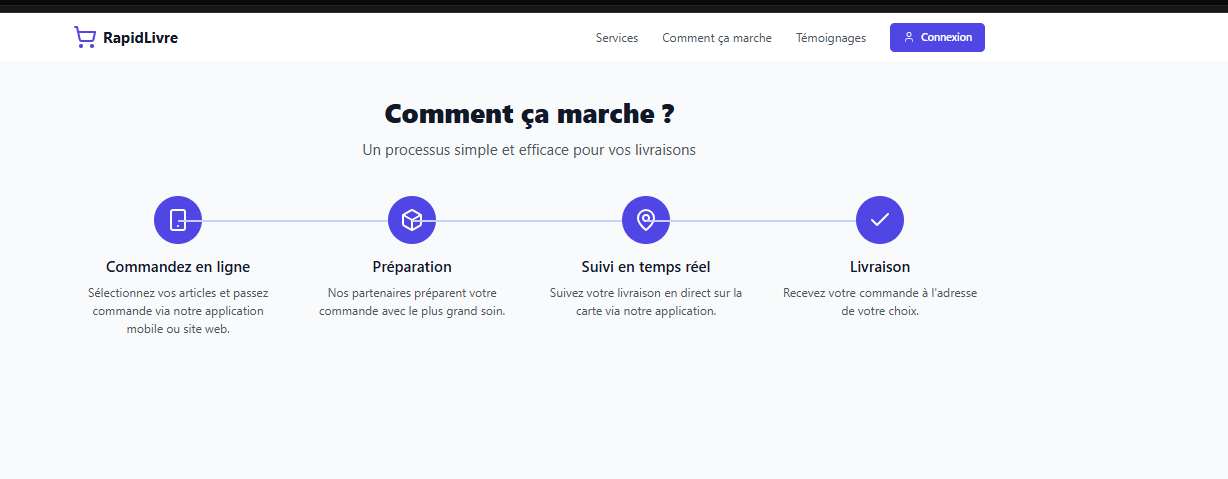 RapidLivre
Services
Comment ça marche
Témoignages
Connexion
Comment ça marche ?
Un processus simple et efficace pour vos livraisons
Commandez en ligne
Sélectionnez vos articles et passez
commande via notre application
mobile ou site web.
Préparation
Nos partenaires préparent votre
commande avec le plus grand soin.
Suivi en temps réel
Suivez votre livraison en direct sur la
carte via notre application.
Livraison
Recevez votre commande à l'adresse
de votre choix.